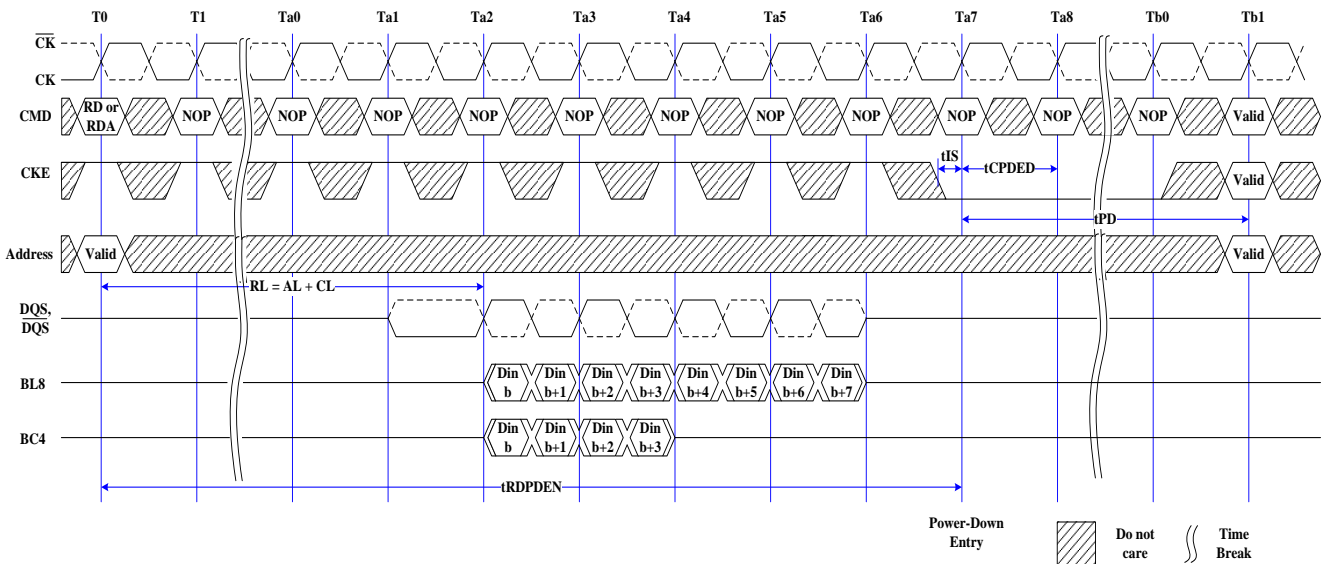 T0 T1 Ta0 Ta1 Ta2 Ta3 Ta4 Ta5 Ta6 Ta7 Ta8 Tb0 Tb1
CK
CK
CMD RD or RDA NOP NOP NOP NOP NOP NOP NOP NOP NOP NOP NOP Valid
CKE tIS tCPDED Valid
tPD
Address Valid Valid
RL = AL + CL
DQS,
DQS
BL8 Din b Din b+1 Din b+2 Din b+3 Din b+4 Din b+5 Din b+6 Din b+7
BC4 Din b Din b+1 Din b+2 Din b+3
tRDPDEN
Power-Down
Entry
Do not
care
Time
Break